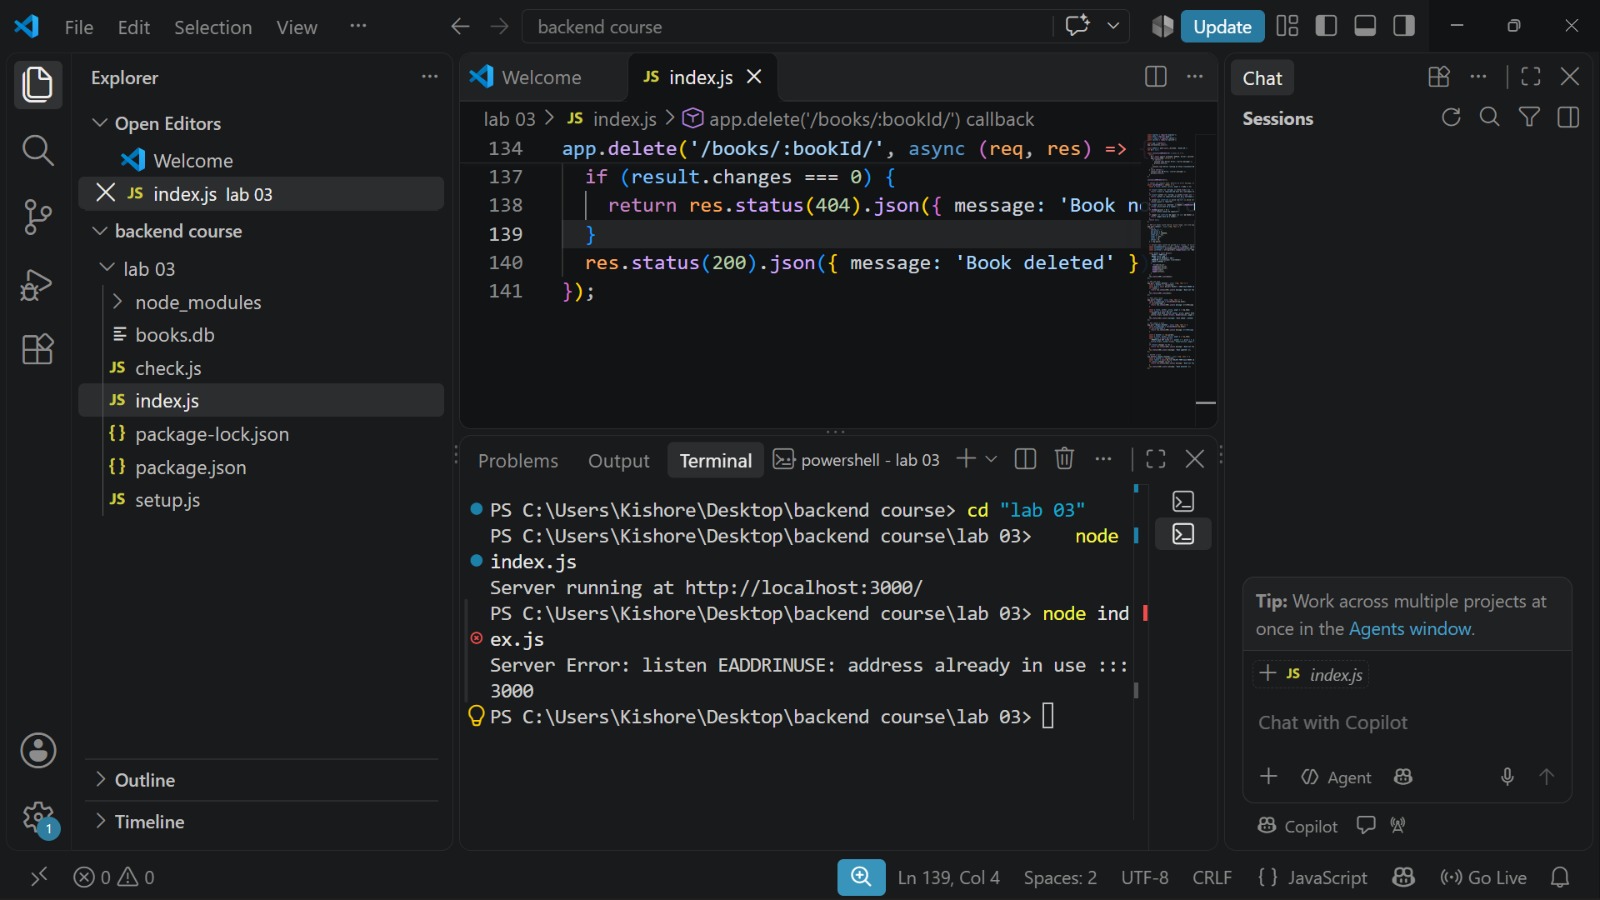 File Edit Selection View
backend course
Update
Explorer
Open Editors
Welcome
JS index.js lab 03
backend course
lab 03
node_modules
books.db
JS check.js
JS index.js
{} package-lock.json
{} package.json
JS setup.js
Outline
Timeline
Welcome
JS index.js
lab 03 > JS index.js > app.delete('/books/:bookId/') callback
134 app.delete('/books/:bookId/', async (req, res) =>
137 if (result.changes === 0) {
138 return res.status(404).json({ message: 'Book n
139 }
140 res.status(200).json({ message: 'Book deleted' }
141 });
Problems Output Terminal powershell - lab 03
PS C:\Users\Kishore\Desktop\backend course> cd "lab 03"
PS C:\Users\Kishore\Desktop\backend course\lab 03> node
index.js
Server running at http://localhost:3000/
PS C:\Users\Kishore\Desktop\backend course\lab 03> node ind
ex.js
Server Error: listen EADDRINUSE: address already in use :::
3000
PS C:\Users\Kishore\Desktop\backend course\lab 03>
Chat
Sessions
Tip: Work across multiple projects at
once in the Agents window.
JS index.js
Chat with Copilot
Agent
Copilot
1
0 0
Ln 139, Col 4 Spaces: 2 UTF-8 CRLF {} JavaScript Go Live